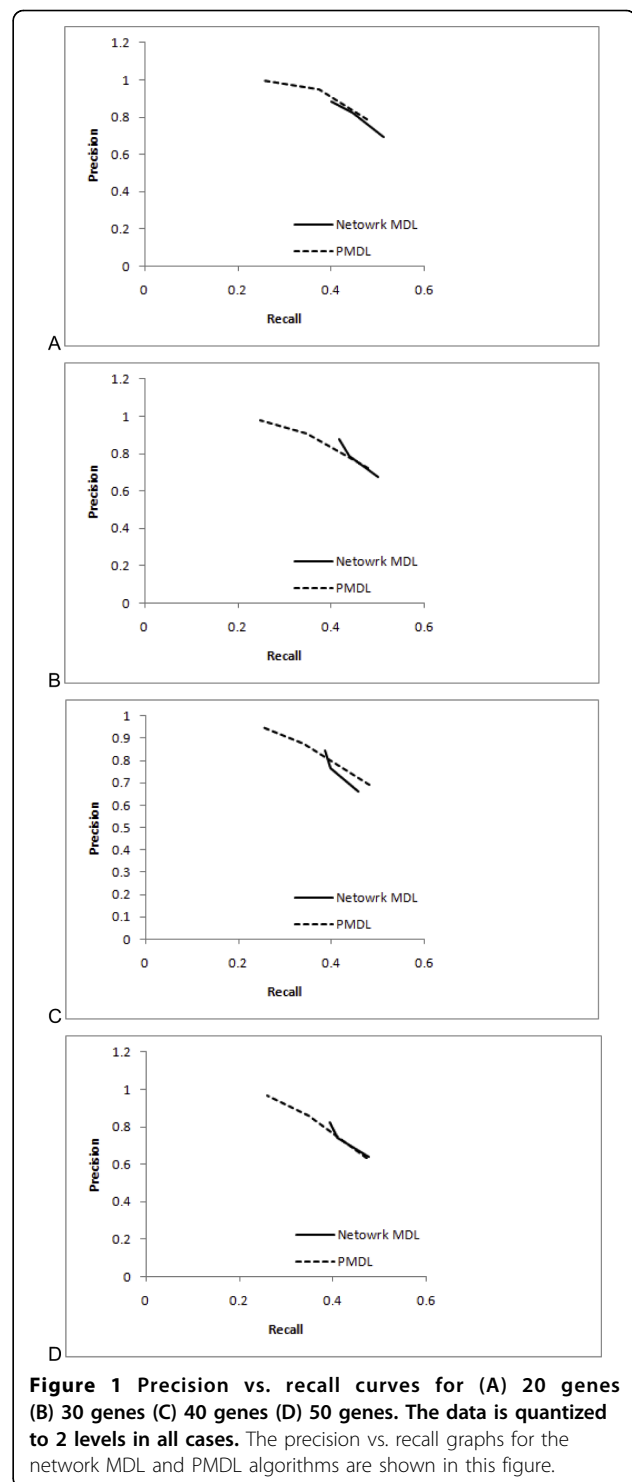 1.2
1
0.8
0.6
0.4
0.2
0
Precision
Netowrk MDL
PMDL
0
0.2
0.4
0.6
Recall
A
1.2
1
0.8
0.6
0.4
0.2
0
Precision
Netowrk MDL
PMDL
0
0.2
0.4
0.6
Recall
B
1
0.9
0.8
0.7
0.6
0.5
0.4
0.3
0.2
0.1
0
Precision
Netowrk MDL
PMDL
0
0.2
0.4
0.6
Recall
C
1.2
1
0.8
0.6
0.4
0.2
0
Precision
Netowrk MDL
PMDL
0
0.2
0.4
0.6
Recall
D
Figure 1 Precision vs. recall curves for (A) 20 genes
(B) 30 genes (C) 40 genes (D) 50 genes. The data is quantized
to 2 levels in all cases. The precision vs. recall graphs for the
network MDL and PMDL algorithms are shown in this figure.